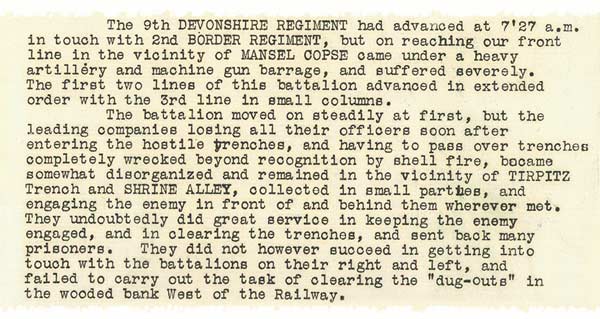 The 9th DEVONSHIRE REGIMENT had advanced at 7'27 a.m.
in touch with 2nd BORDER REGIMENT, but on reaching our front
line in the vicinity of MANSEL COPSE came under a heavy
artillery and machine gun barrage, and suffered severely.
The first two lines of this battalion advanced in extended
order with the 3rd line in small columns.
The battalion moved on steadily at first, but the
leading companies losing all their officers soon after
entering the hostile trenches, and having to pass over trenches
completely wrecked beyond recognition by shell fire, became
somewhat disorganized and remained in the vicinity of TIRPITZ
Trench and SHRINE ALLEY, collected in small parties, and
engaging the enemy in front of and behind them wherever met.
They undoubtedly did great service in keeping the enemy
engaged, and in clearing the trenches, and sent back many
prisoners. They did not however succeed in getting into
touch with the battalions on their right and left, and
failed to carry out the task of clearing the "dug-outs" in
the wooded bank West of the Railway.